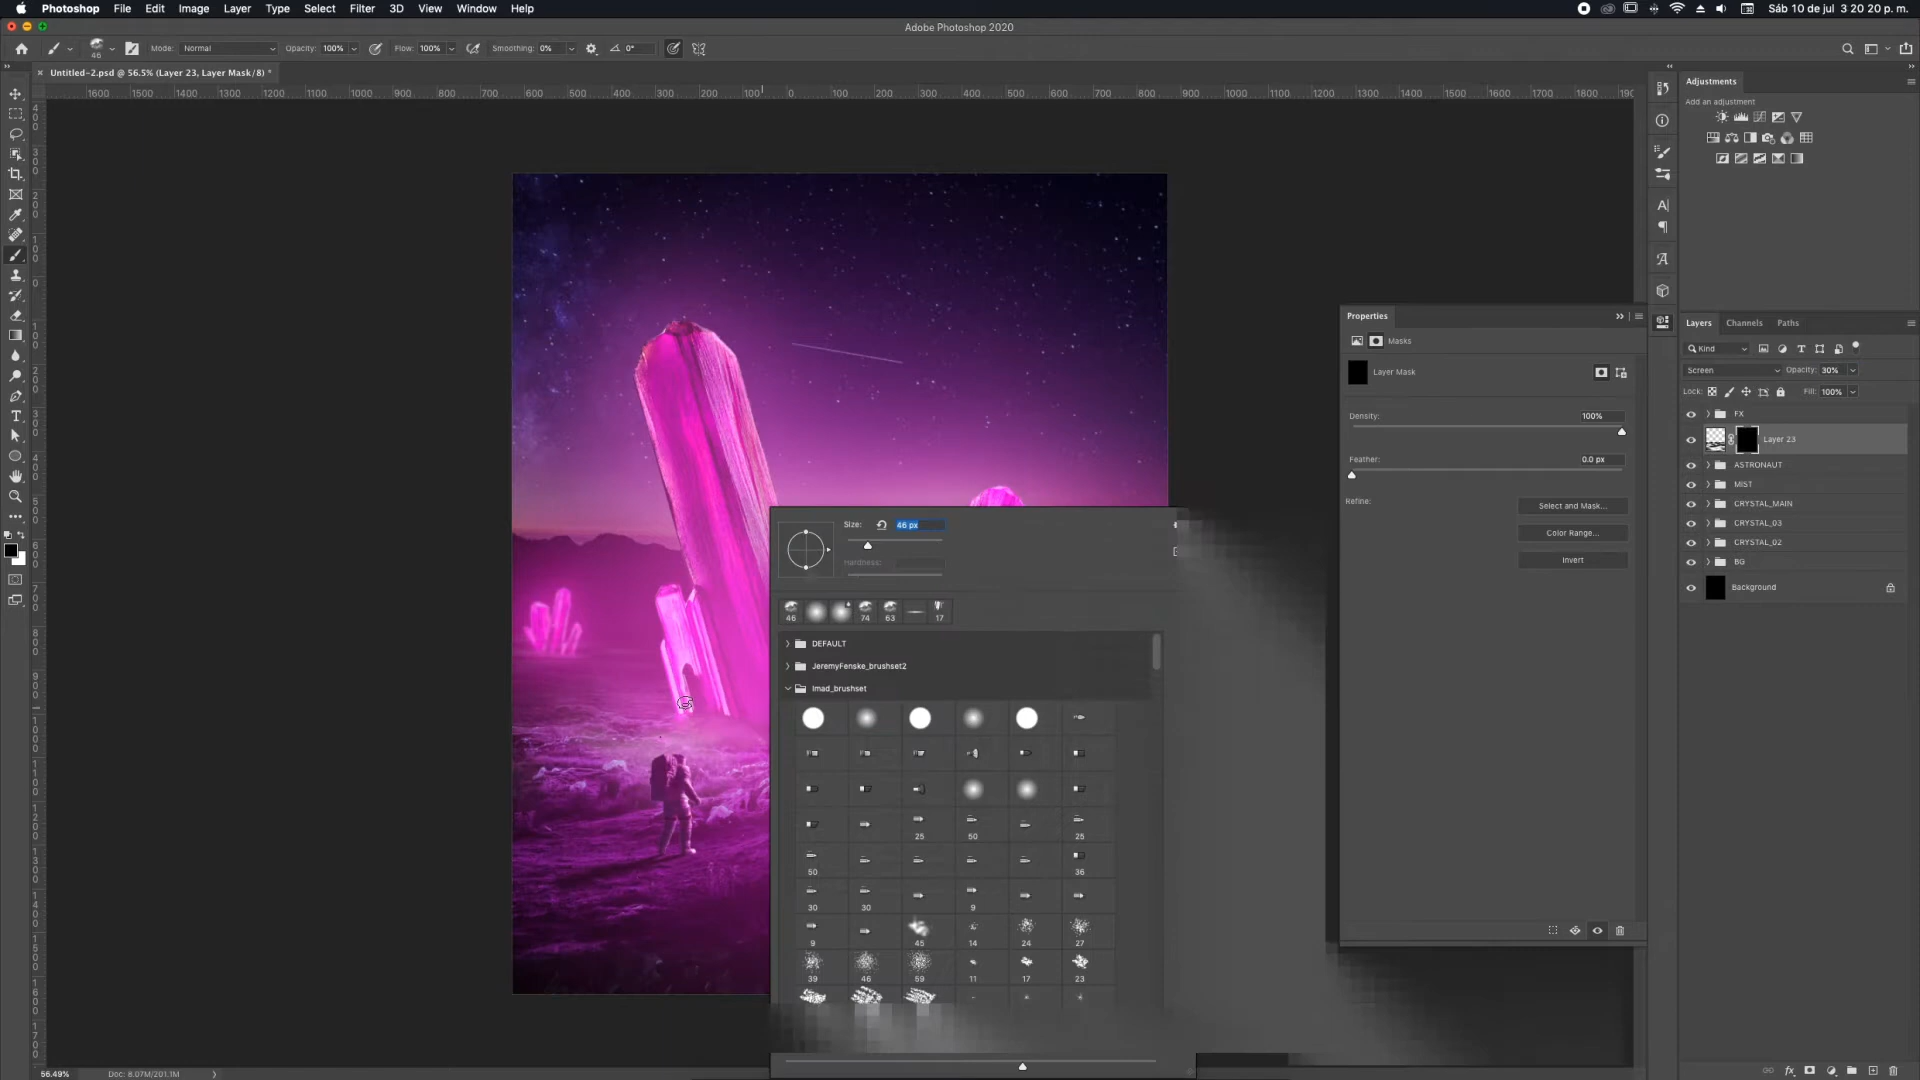 Photoshop File Edit Image Layer Type Select Filter 3D View Window Help Sáb 10 de jul 3 20 20 p. m.
Adobe Photoshop 2020
46 Mode: Normal Opacity: 100% Flow: 100% Smoothing: 0% 0°
× Untitled-2.psd @ 56.5% (Layer 23, Layer Mask/8) *
1600 1500 1400 1300 1200 1100 1000 900 800 700 600 500 400 300 200 100 0 100 200 300 400 500 600 700 800 900 1000 1100 1200 1300 1400 1500 1600 1700 1800 190
Adjustments
Add an adjustment
Properties
Masks
Layer Mask
Density: 100%
Feather: 0.0 px
Refine: Select and Mask...
Color Range...
Invert
Layers Channels Paths
Kind
Screen Opacity: 30%
Lock: Fill: 100%
FX
Layer 23
ASTRONAUT
MIST
CRYSTAL_MAIN
CRYSTAL_03
CRYSTAL_02
BG
Background
Size: 46 px
Hardness:
46 74 63 17
DEFAULT
JeremyFenske_brushset2
Imad_brushset
25 50 25
50 36
30 30 9
9 45 14 24 27
39 46 59 11 17 23
56.49% Doc: 8.07M/201.1M